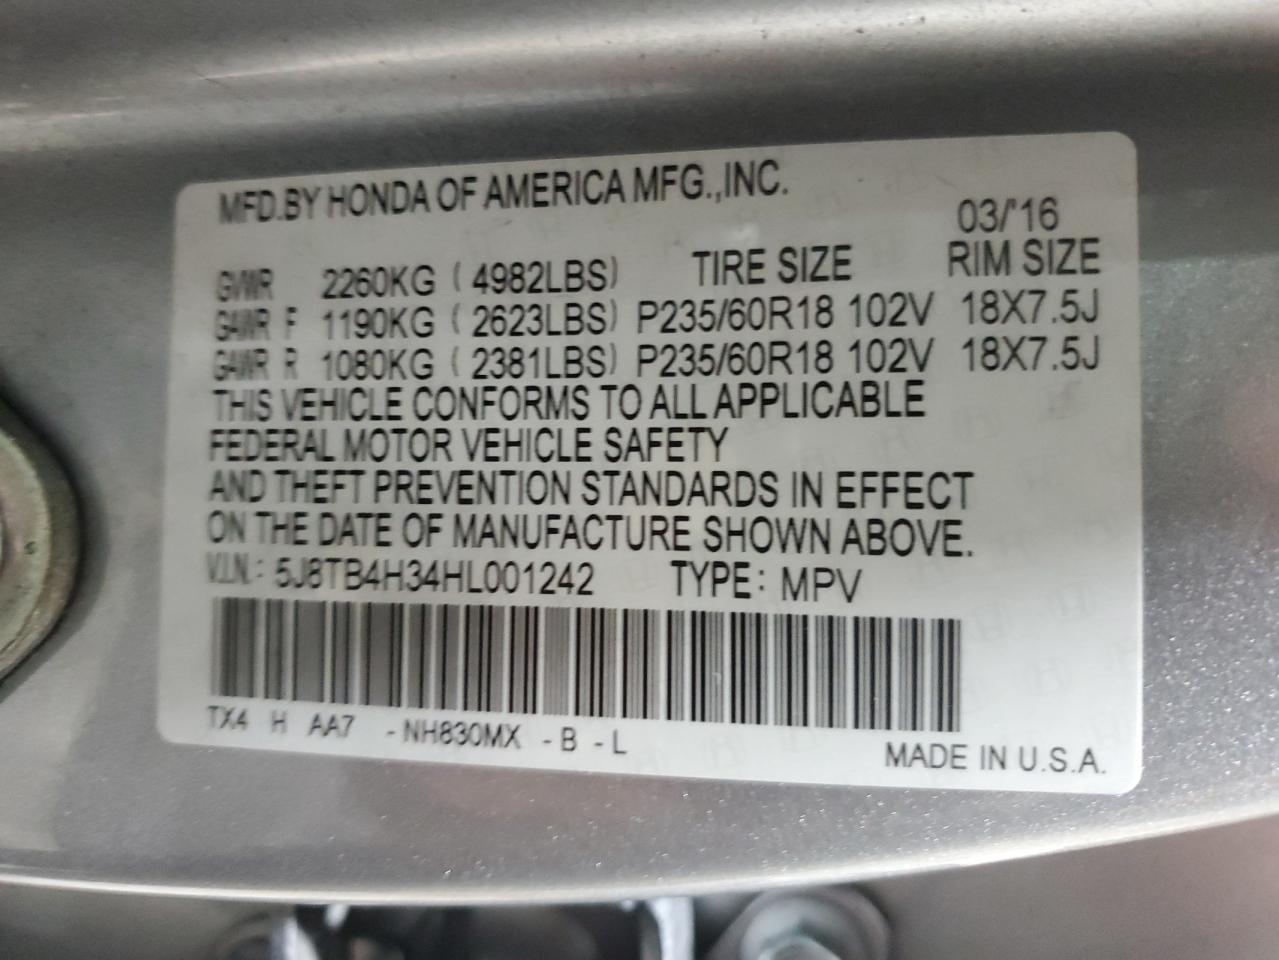 MFD.BY HONDA OF AMERICA MFG.,INC.
03/'16
GVWR 2260KG ( 4982LBS) TIRE SIZE RIM SIZE
GAWR F 1190KG ( 2623LBS) P235/60R18 102V 18X7.5J
GAWR R 1080KG ( 2381LBS) P235/60R18 102V 18X7.5J
THIS VEHICLE CONFORMS TO ALL APPLICABLE
FEDERAL MOTOR VEHICLE SAFETY
AND THEFT PREVENTION STANDARDS IN EFFECT
ON THE DATE OF MANUFACTURE SHOWN ABOVE.
V.I.N.: 5J8TB4H34HL001242 TYPE: MPV
TX4 H AA7 -NH830MX -B -L
MADE IN U.S.A.